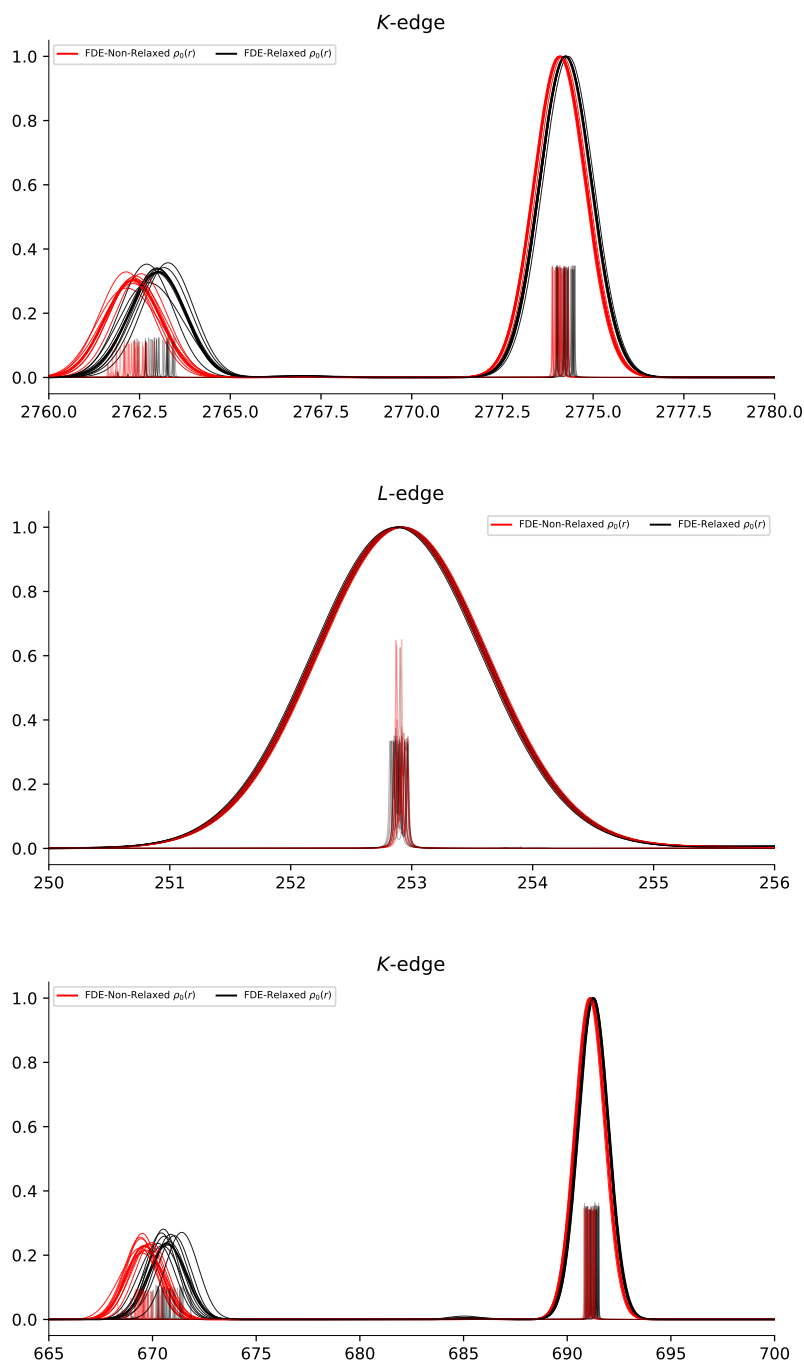 K-edge
FDE-Non-Relaxed ρ₀(r) FDE-Relaxed ρ₀(r)
1.0
0.8
0.6
0.4
0.2
0.0
2760.0 2762.5 2765.0 2767.5 2770.0 2772.5 2775.0 2777.5 2780.0
L-edge
FDE-Non-Relaxed ρ₀(r) FDE-Relaxed ρ₀(r)
1.0
0.8
0.6
0.4
0.2
0.0
250 251 252 253 254 255 256
K-edge
FDE-Non-Relaxed ρ₀(r) FDE-Relaxed ρ₀(r)
1.0
0.8
0.6
0.4
0.2
0.0
665 670 675 680 685 690 695 700